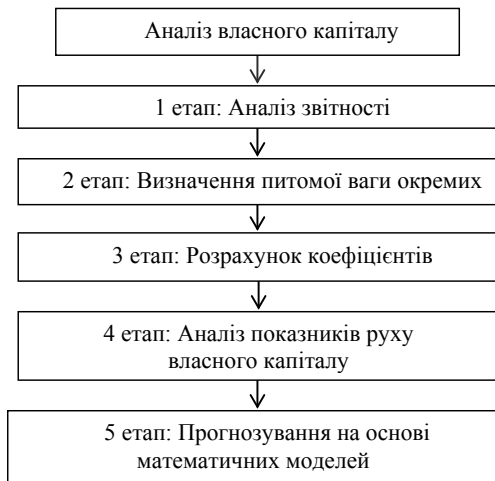 Аналіз власного капіталу
1 етап: Аналіз звітності
2 етап: Визначення питомої ваги окремих
3 етап: Розрахунок коефіцієнтів
4 етап: Аналіз показників руху
власного капіталу
5 етап: Прогнозування на основі
математичних моделей